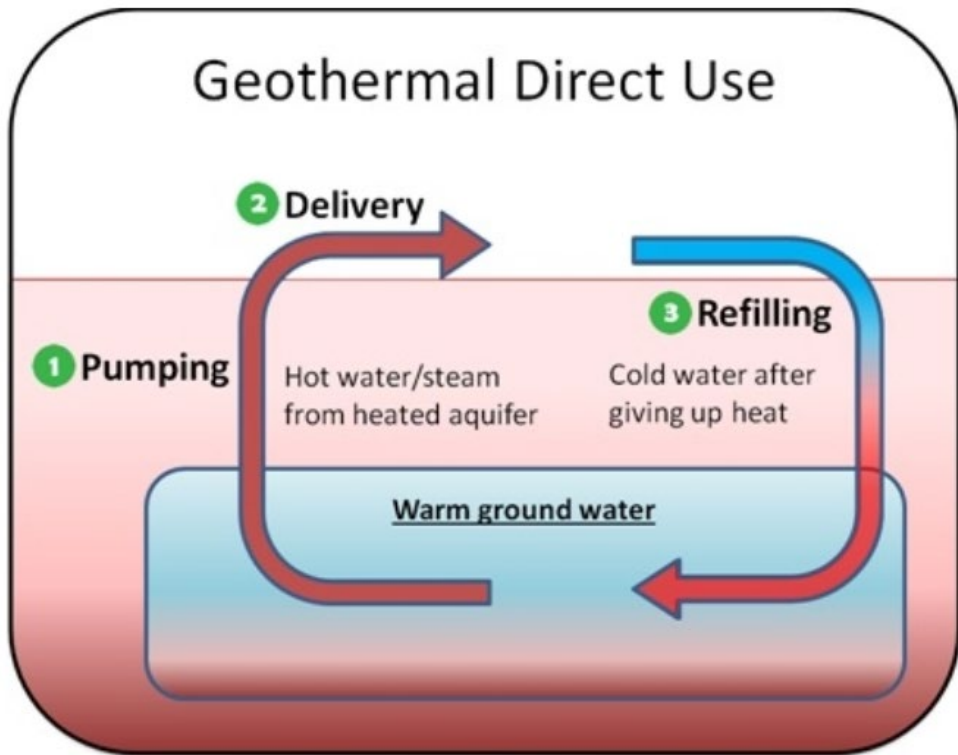 Geothermal Direct Use
2 Delivery
1 Pumping
Hot water/steam
from heated aquifer
3 Refilling
Cold water after
giving up heat
Warm ground water